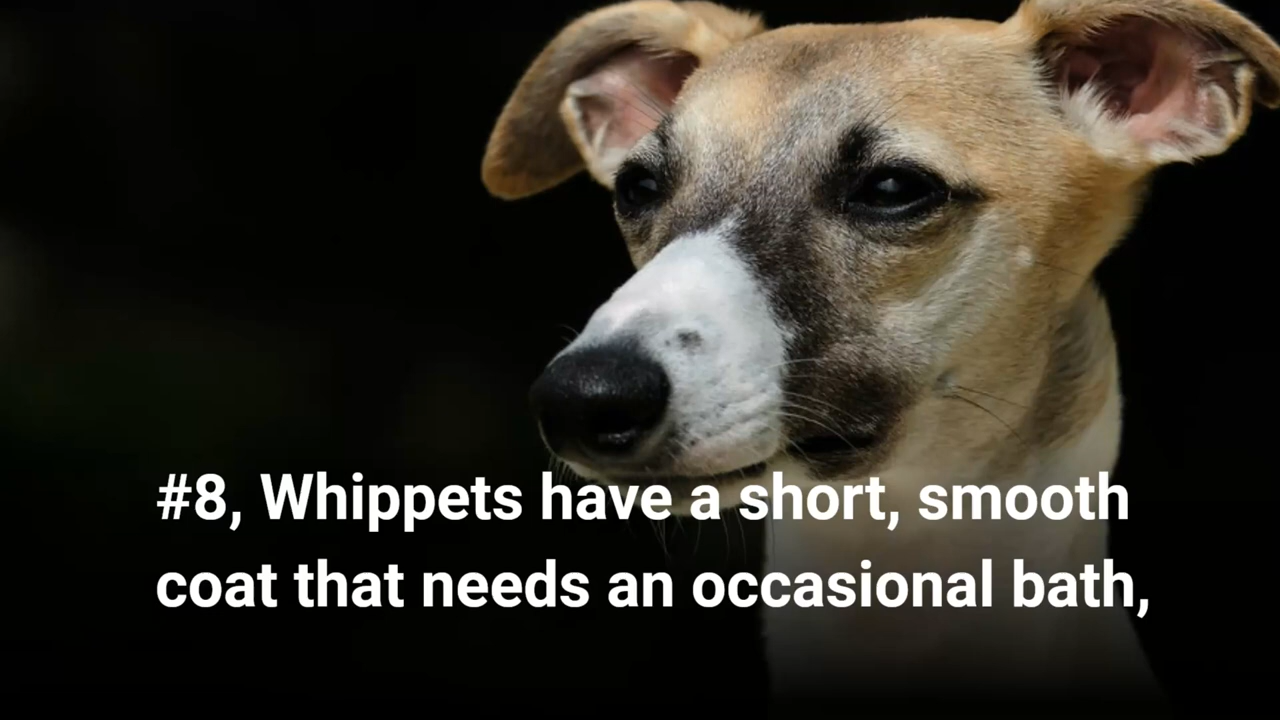 #8, Whippets have a short, smooth
coat that needs an occasional bath,